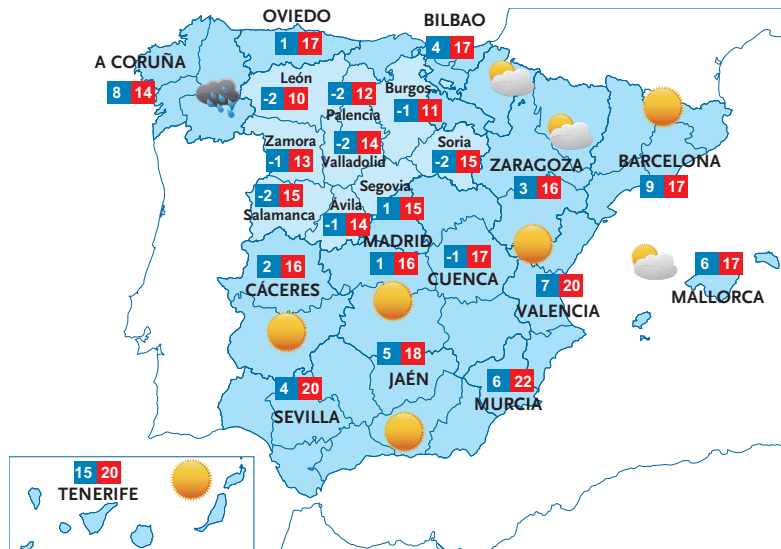 OVIEDO
1 17
BILBAO
4 17
A CORUÑA
8 14
León
-2 10
-2 12
Palencia
Burgos
-1 11
Zamora
-1 13
-2 14
Valladolid
Soria
-2 15
ZARAGOZA
3 16
BARCELONA
9 17
-2 15
Salamanca
Ávila
-1 14
Segovia
1 15
MADRID
1 16
-1 17
CUENCA
2 16
CÁCERES
7 20
VALENCIA
6 17
MALLORCA
5 18
JAÉN
4 20
SEVILLA
6 22
MURCIA
15 20
TENERIFE